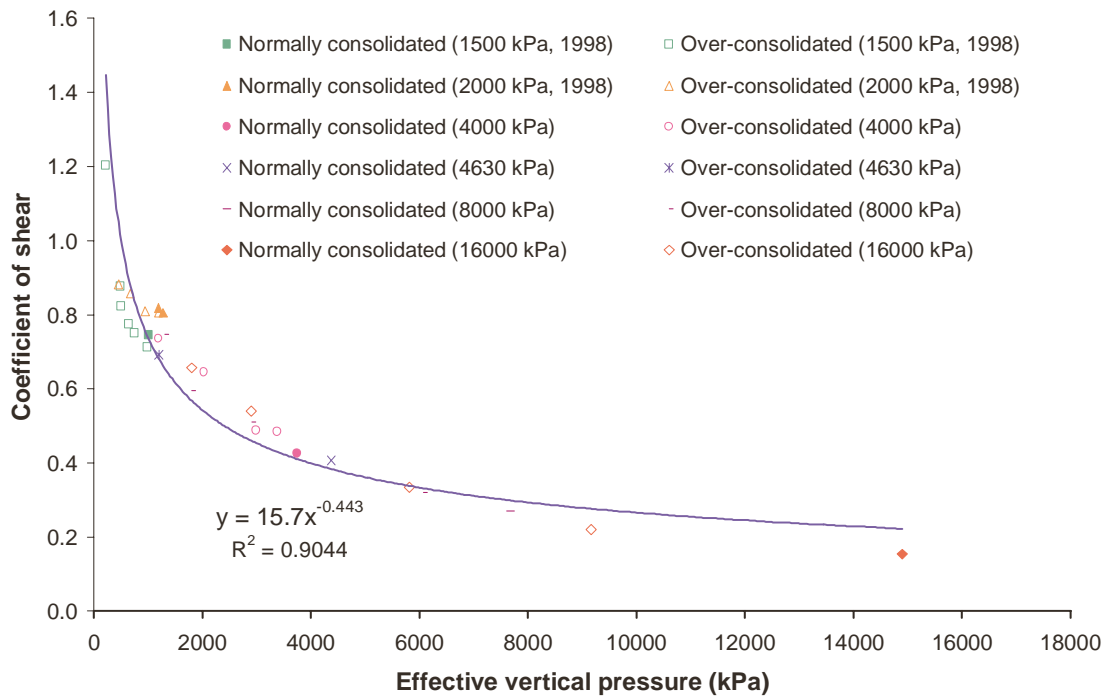 1.6
1.4
1.2
1.0
0.8
0.6
0.4
0.2
0.0
Coefficient of shear
Normally consolidated (1500 kPa, 1998)
Over-consolidated (1500 kPa, 1998)
Normally consolidated (2000 kPa, 1998)
Over-consolidated (2000 kPa, 1998)
Normally consolidated (4000 kPa)
Over-consolidated (4000 kPa)
Normally consolidated (4630 kPa)
Over-consolidated (4630 kPa)
Normally consolidated (8000 kPa)
Over-consolidated (8000 kPa)
Normally consolidated (16000 kPa)
Over-consolidated (16000 kPa)
y = 15.7x^-0.443
R^2 = 0.9044
0 2000 4000 6000 8000 10000 12000 14000 16000 18000
Effective vertical pressure (kPa)